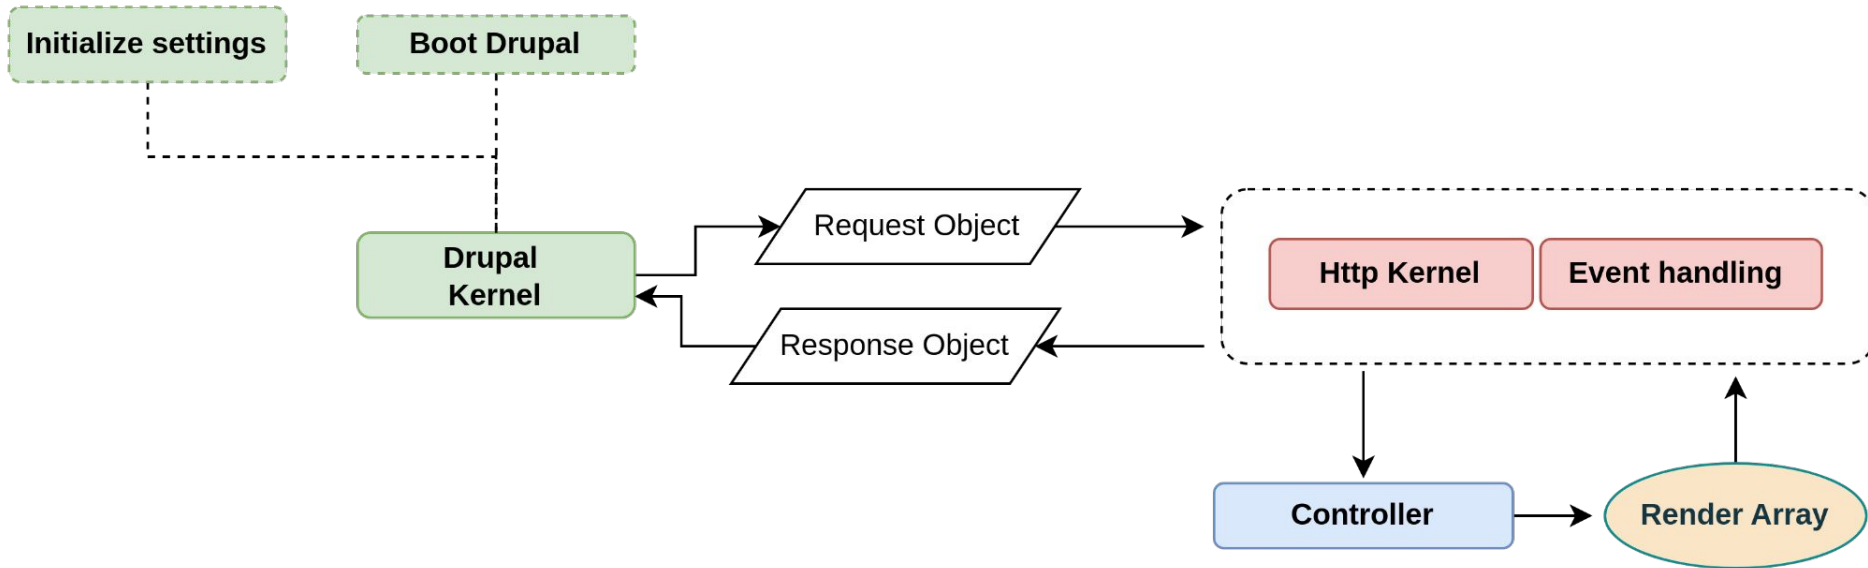 Initialize settings
Boot Drupal
Drupal
Kernel
Request Object
Response Object
Http Kernel
Event handling
Controller
Render Array